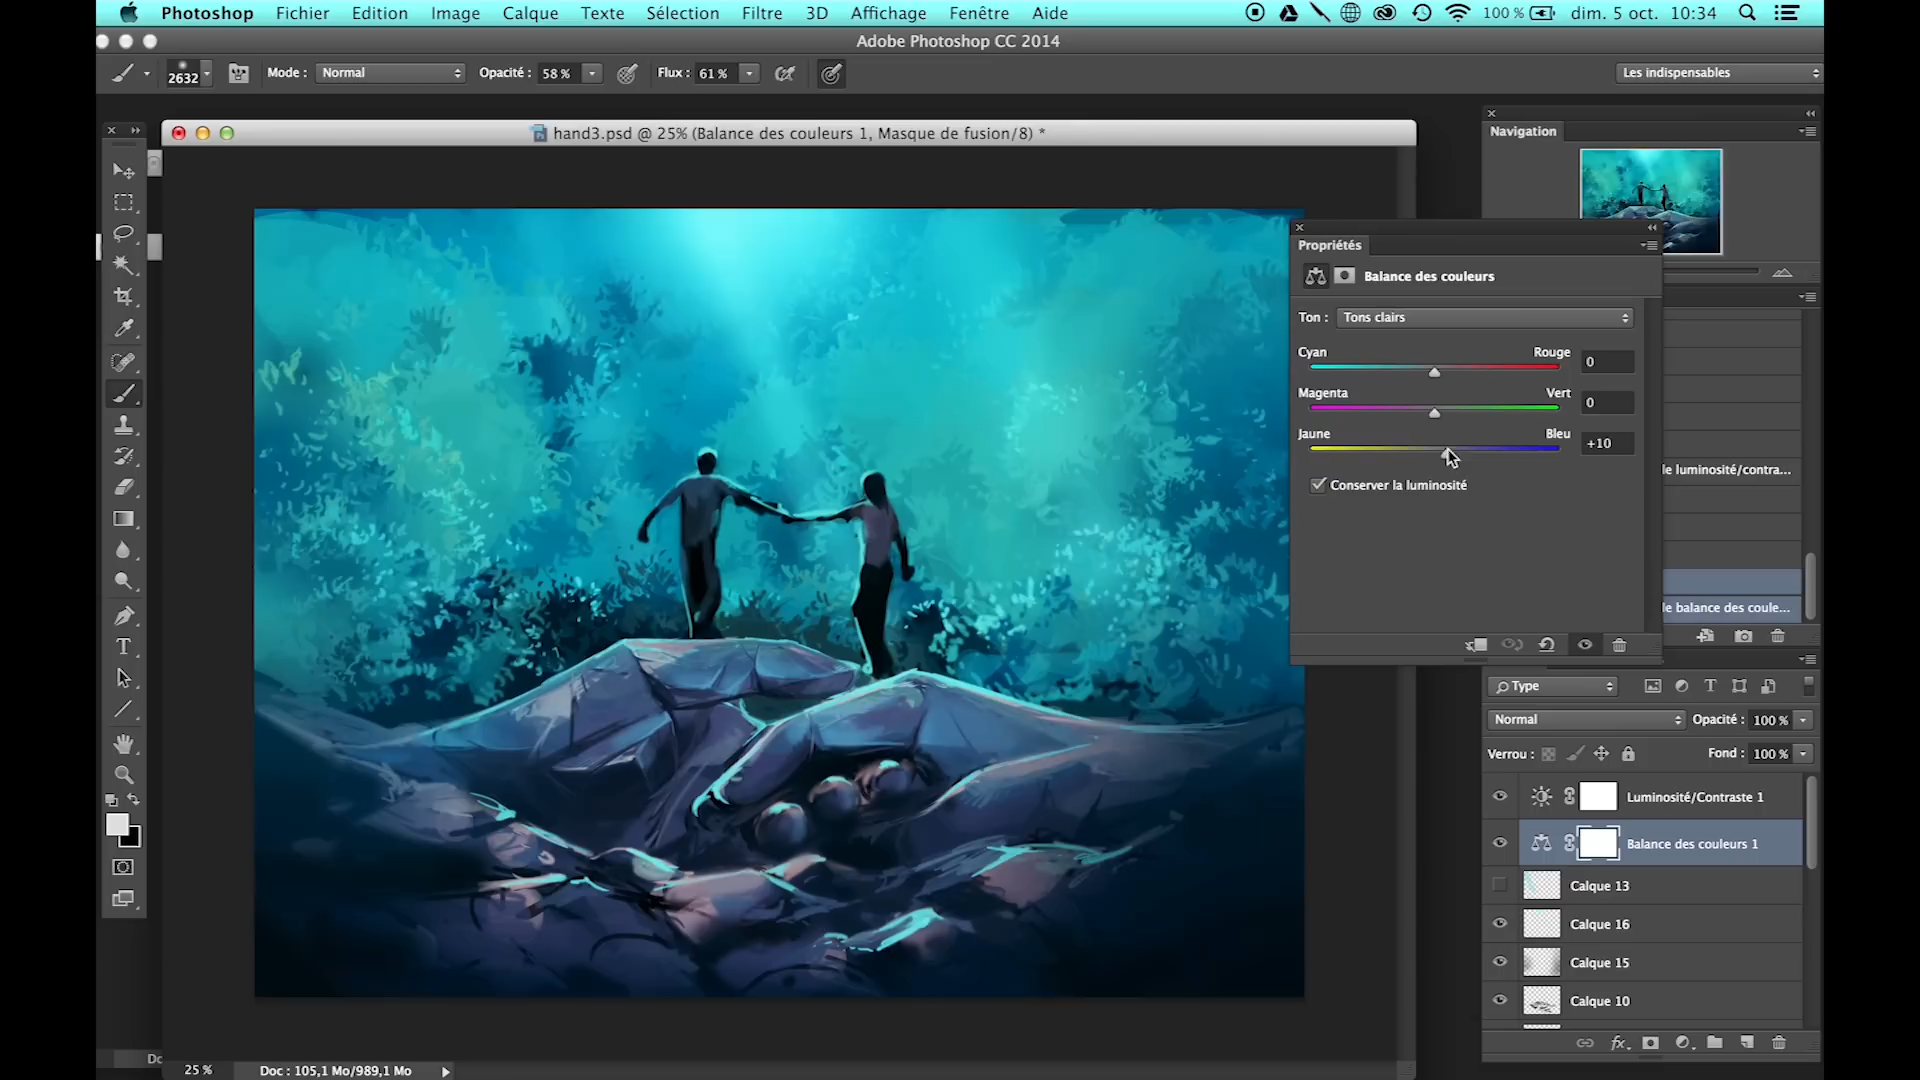 Photoshop Fichier Edition Image Calque Texte Sélection Filtre 3D Affichage Fenêtre Aide 100 % dim. 5 oct. 10:34
Adobe Photoshop CC 2014
2632 Mode : Normal Opacité : 58 % Flux : 61 % Les indispensables
hand3.psd @ 25% (Balance des couleurs 1, Masque de fusion/8) *
Navigation
Propriétés
Balance des couleurs
Ton : Tons clairs
Cyan Rouge 0
Magenta Vert 0
Jaune Bleu +10
Conserver la luminosité
le luminosité/contra...
le balance des coule...
Type
Normal Opacité : 100 %
Verrou : Fond : 100 %
Luminosité/Contraste 1
Balance des couleurs 1
Calque 13
Calque 16
Calque 15
Calque 10
fx
T
Do
25 % Doc : 105,1 Mo/989,1 Mo